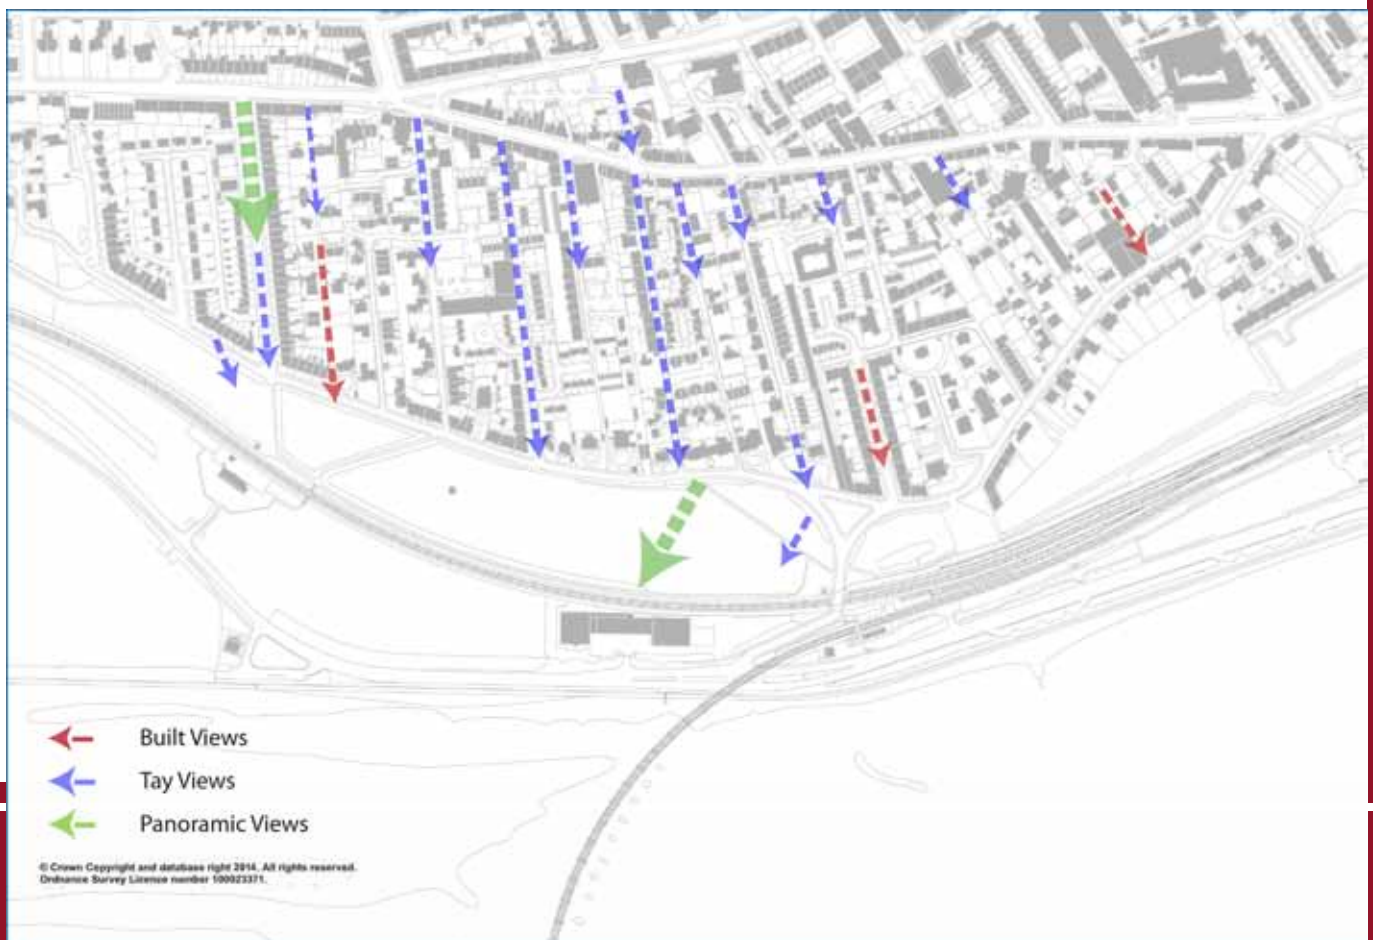 Built Views
Tay Views
Panoramic Views
© Crown Copyright and database right 2014. All rights reserved.
Ordnance Survey Licence number 100023371.